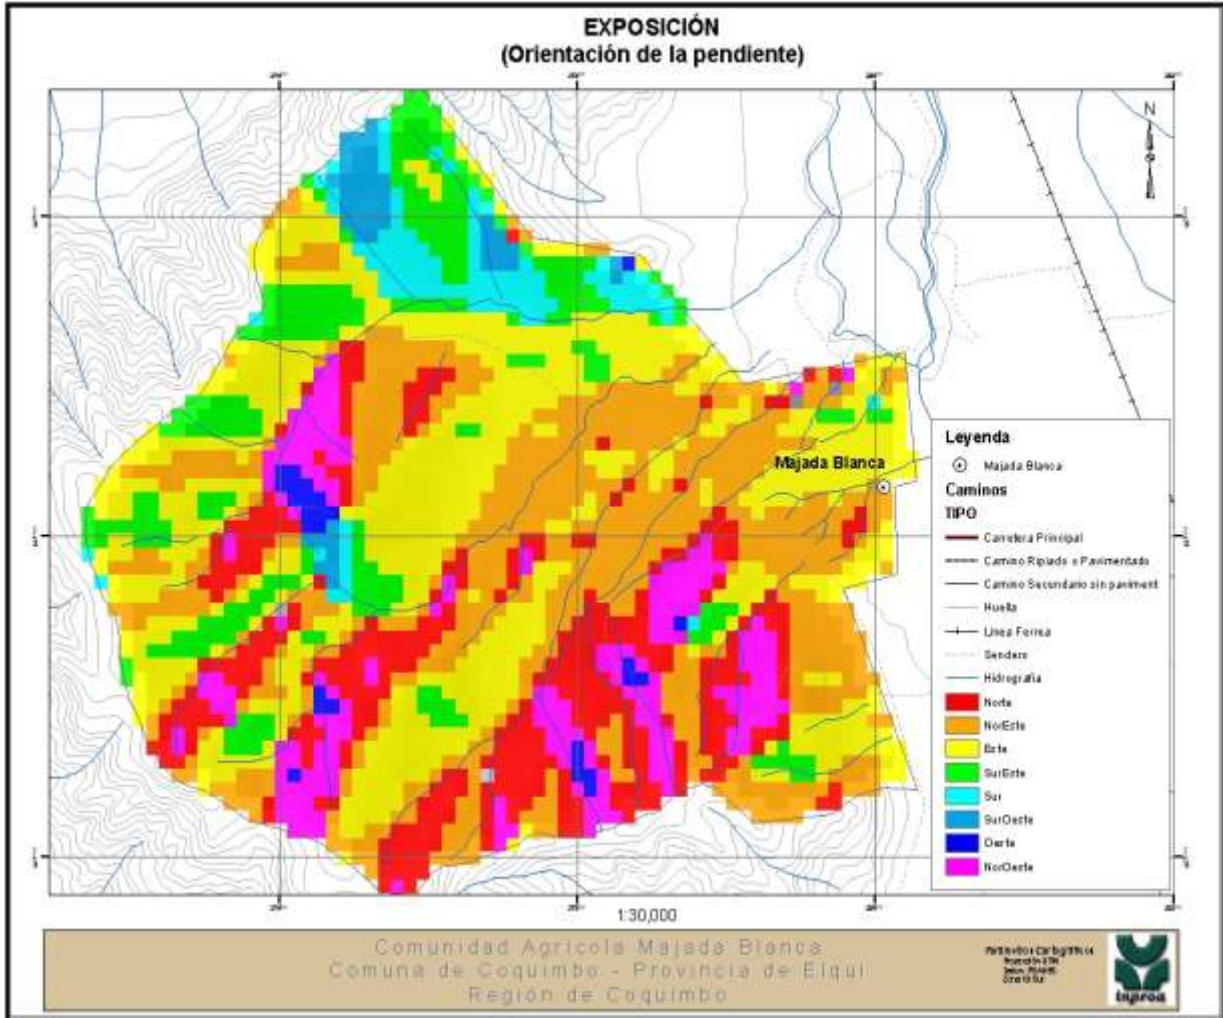 EXPOSICIÓN
(Orientación de la pendiente)
N
Majada Blanca
Leyenda
Majada Blanca
Caminos
TIPO
Carretera Principal
Camino Ripiado o Pavimentado
Camino Secundario sin paviment
Huella
Linea Ferrea
Sendero
Hidrografia
Norte
NorEste
Este
SurEste
Sur
SurOeste
Oeste
NorOeste
1:30,000
Comunidad Agrícola Majada Blanca
Comuna de Coquimbo - Provincia de Elqui
Región de Coquimbo
Inproa